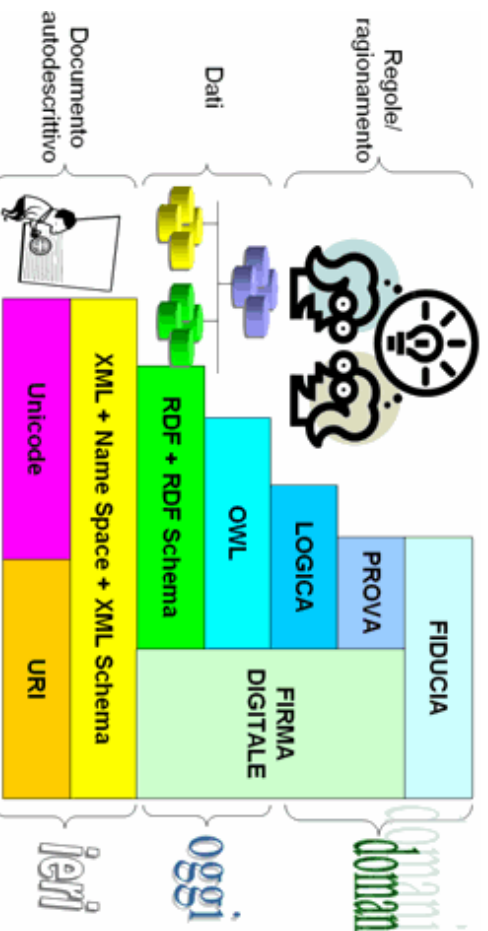 Regole/
ragionamento
FIDUCIA
PROVA
LOGICA
domani
Dati
OWL
RDF + RDF Schema
FIRMA
DIGITALE
oggi
Documento
autodescrittivo
XML + Name Space + XML Schema
Unicode
URI
ieri